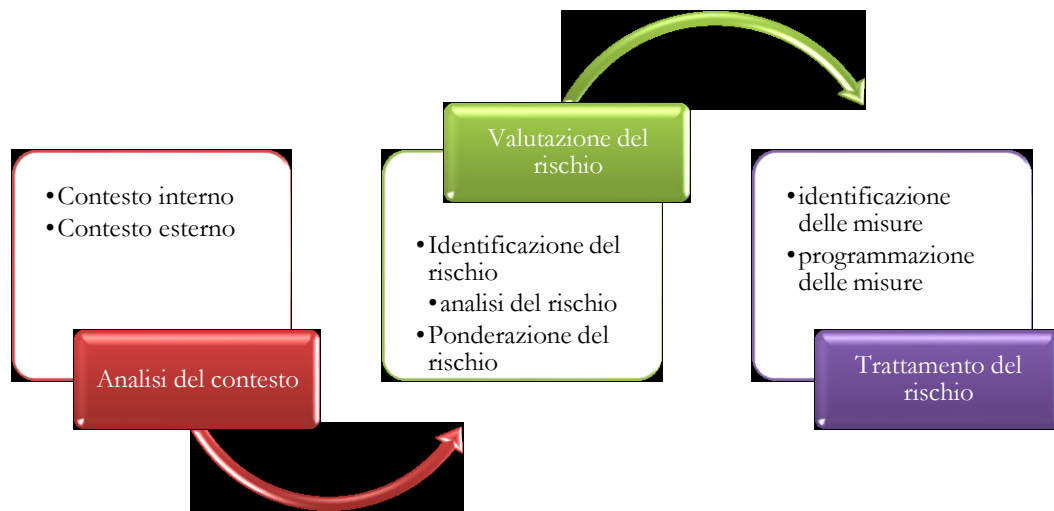 •Contesto interno
•Contesto esterno
Analisi del contesto
Valutazione del
rischio
•Identificazione del
rischio
•analisi del rischio
•Ponderazione del
rischio
•identificazione
delle misure
•programmazione
delle misure
Trattamento del
rischio